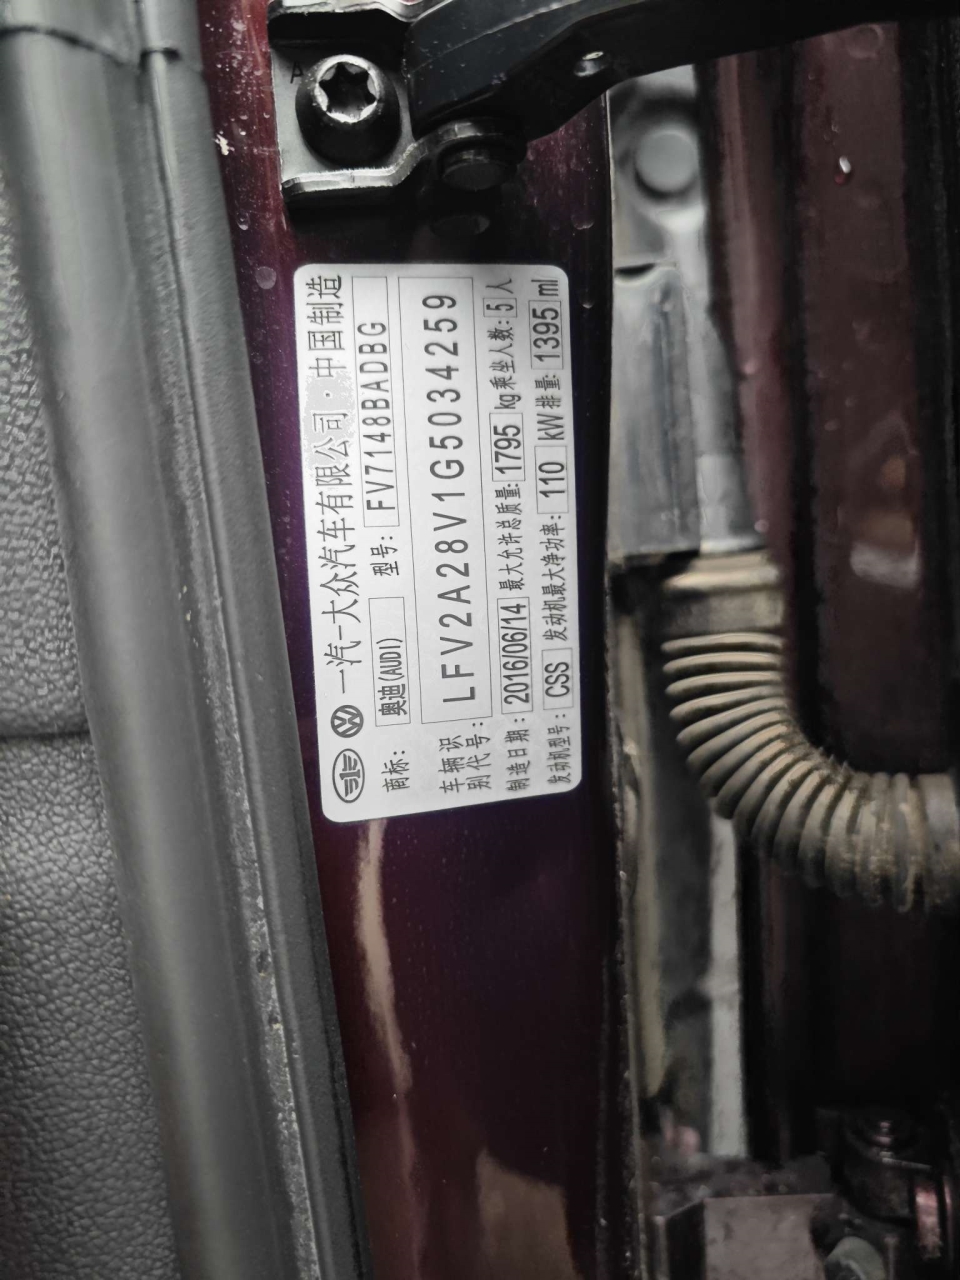 一汽-大众汽车有限公司·中国制造
商标: 奥迪(AUDI) 型号: FV7148BADBG
车辆识别代号: LFV2A28V1G5034259
制造日期: 2016/06/14 最大允许总质量: 1795 kg 乘坐人数: 5 人
发动机型号: CSS 发动机最大净功率: 110 kW 排量: 1395 ml